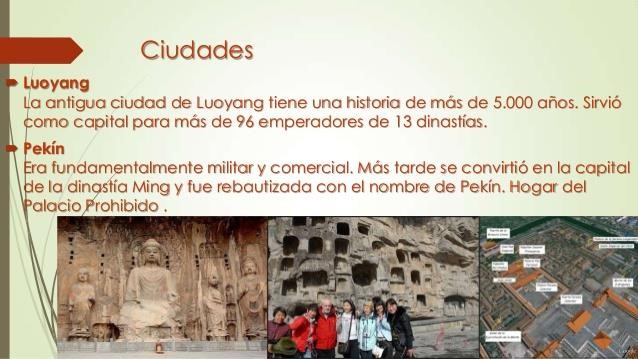 Ciudades
Luoyang
La antigua ciudad de Luoyang tiene una historia de más de 5.000 años. Sirvió
como capital para más de 96 emperadores de 13 dinastías.
Pekín
Era fundamentalmente militar y comercial. Más tarde se convirtió en la capital
de la dinastía Ming y fue rebautizada con el nombre de Pekín. Hogar del
Palacio Prohibido .